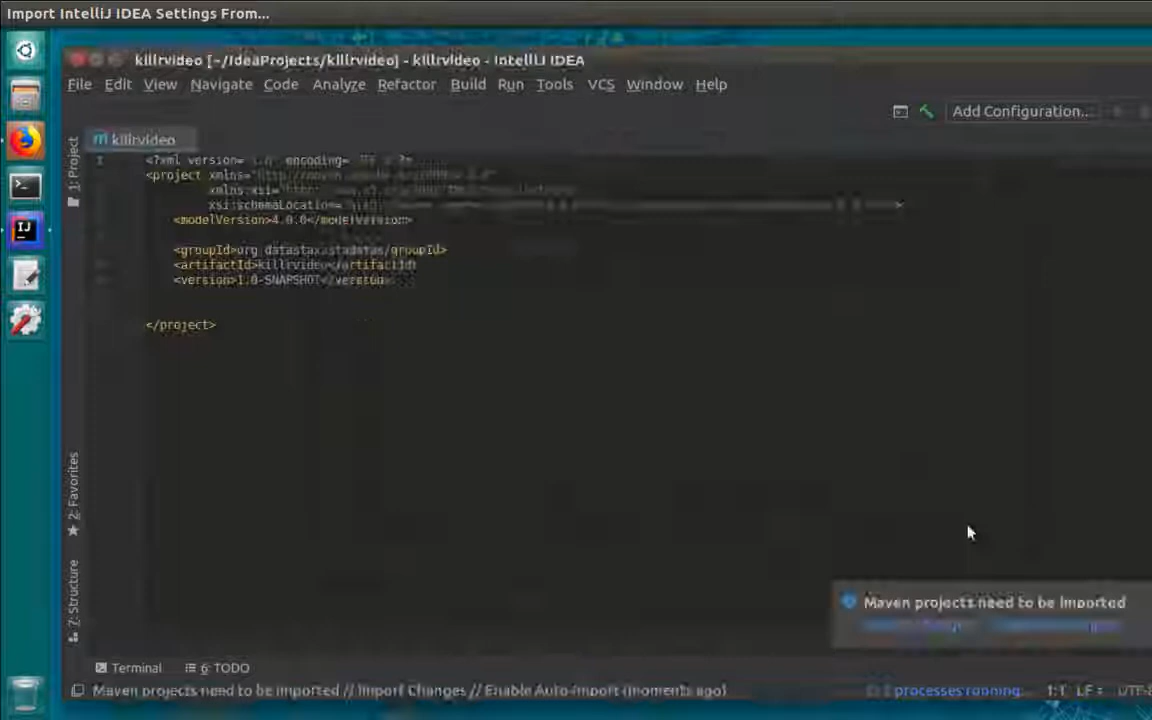 Import IntelliJ IDEA Settings From...
killrvideo [~/IdeaProjects/killrvideo] - killrvideo - IntelliJ IDEA
File Edit View Navigate Code Analyze Refactor Build Run Tools VCS Window Help
Add Configuration...
1: Project
killrvideo
<?xml version= encoding= ?>
<project xmlns=
xmlns:xsi=
xsi:schemaLocation=
<modelVersion>4.0.0</modelVersion>
<groupId>org.datastax
</groupId>
<artifactId>killrvideo</artifactId>
<version>1.0-SNAPSHOT</version>
</project>
2: Favorites
7: Structure
Maven projects need to be imported
Terminal 6: TODO
Maven projects need to be imported // Import Changes // Enable Auto-Import (moments ago) processes running... 1:1 LF UTF-8